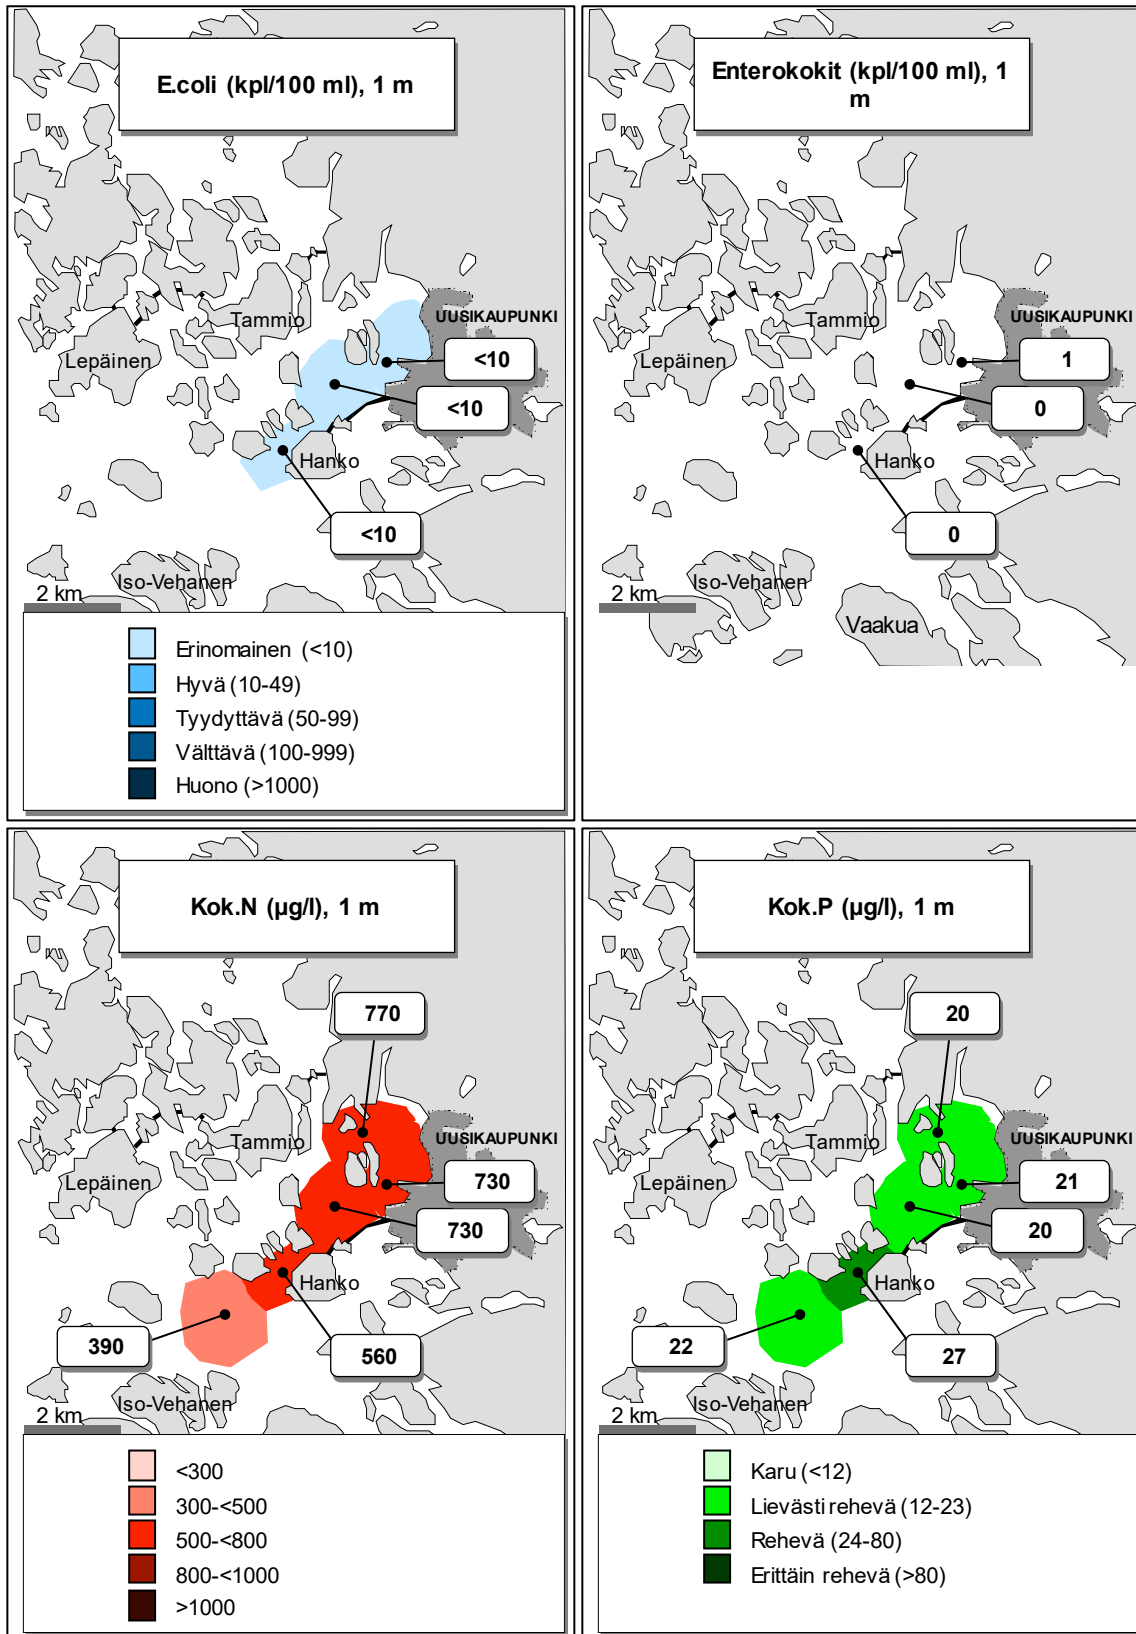 E.coli (kpl/100 ml), 1 m
Tammio
UUSIKAUPUNKI
Lepäinen
<10
<10
Hanko
<10
Iso-Vehanen
2 km
Erinomainen (<10)
Hyvä (10-49)
Tyydyttävä (50-99)
Välttävä (100-999)
Huono (>1000)
Enterokokit (kpl/100 ml), 1
m
Tammio
UUSIKAUPUNKI
Lepäinen
1
0
Hanko
0
Iso-Vehanen
2 km
Vaakua
Kok.N (µg/l), 1 m
770
Tammio
UUSIKAUPUNKI
Lepäinen
730
730
Hanko
390
560
Iso-Vehanen
2 km
<300
300-<500
500-<800
800-<1000
>1000
Kok.P (µg/l), 1 m
20
Tammio
UUSIKAUPUNKI
Lepäinen
21
20
Hanko
22
27
Iso-Vehanen
2 km
Karu (<12)
Lievästi rehevä (12-23)
Rehevä (24-80)
Erittäin rehevä (>80)